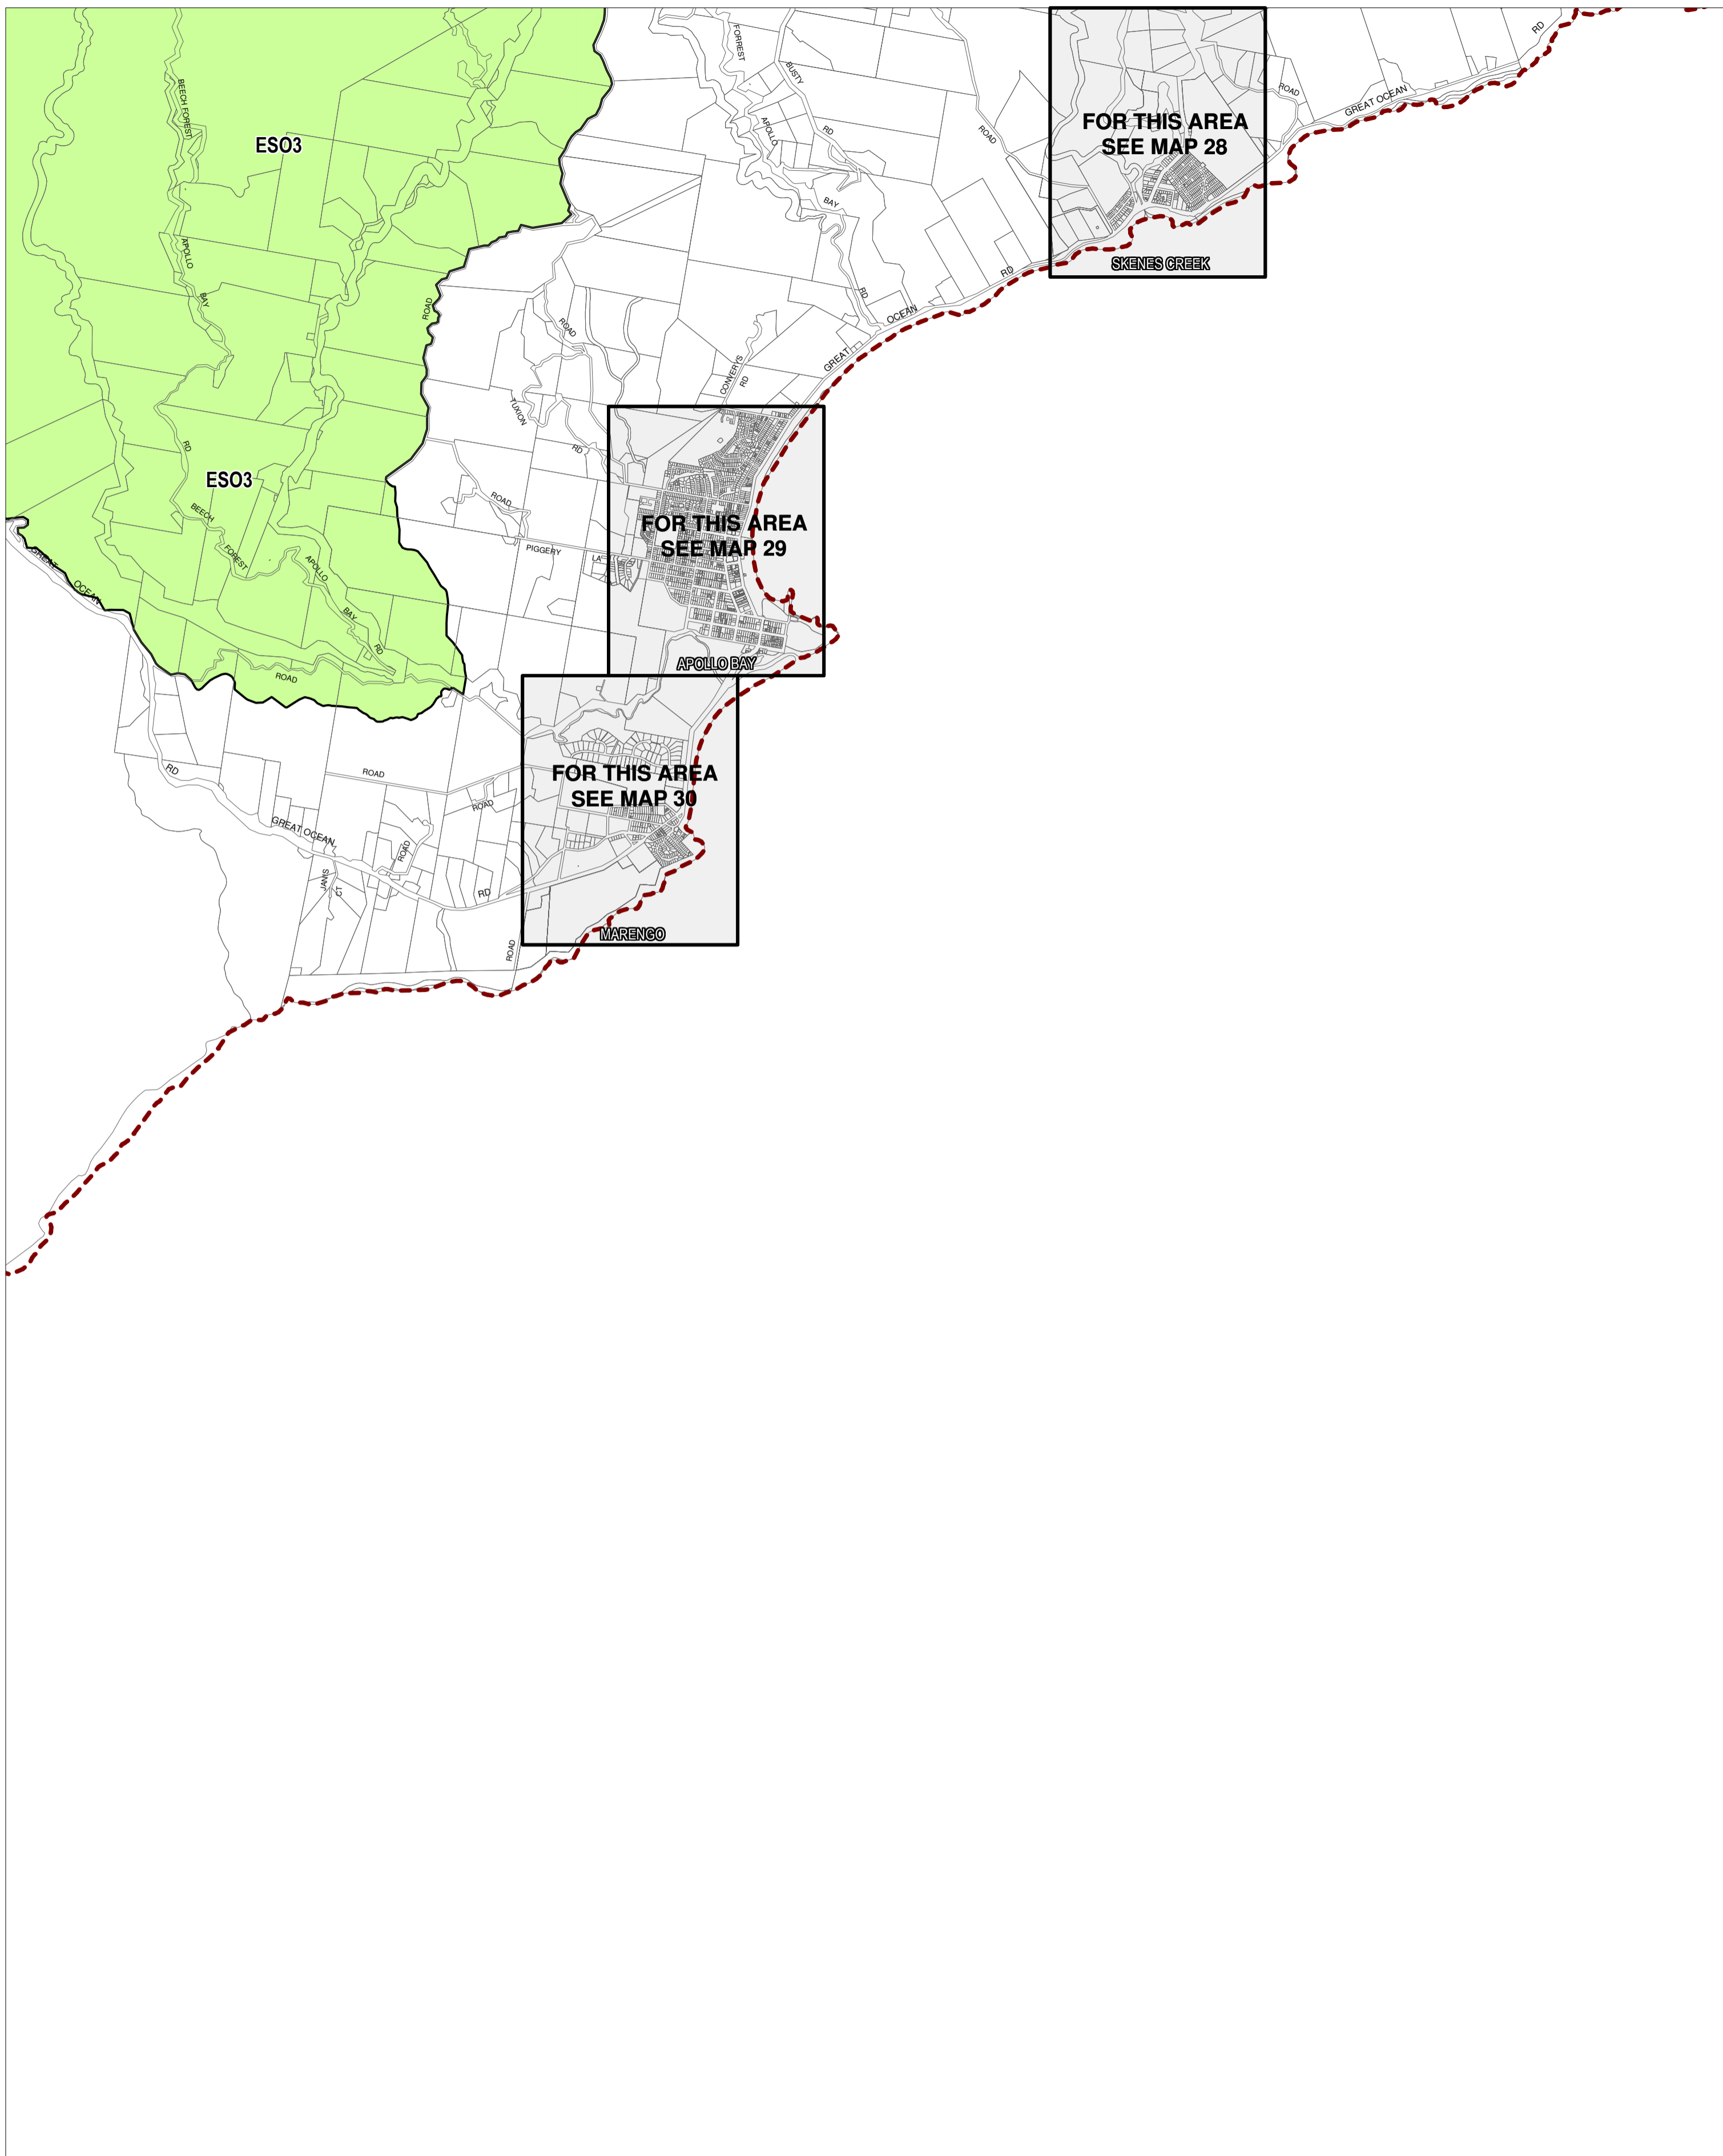 FORREST
BUSTY
RD
BEECH FOREST
APOLLO
RD
ROAD
ROAD
GREAT OCEAN
ESO3
FOR THIS AREA
SEE MAP 28
BAY
APOLLO
SKENES CREEK
RD
BAY
RD
ROAD
OCEAN
ROAD
GREAT
CONVERYS
RD
TUXION
RD
RD
ESO3
ROAD
BEECH
FOREST
APOLLO
BAY
RD
FOR THIS AREA
SEE MAP 29
PIGGERY
LA
GREAT
OCEAN
APOLLO BAY
ROAD
FOR THIS AREA
SEE MAP 30
RD
ROAD
ROAD
GREAT OCEAN
ROAD
JANIS
CT
RD
MARENGO
ROAD